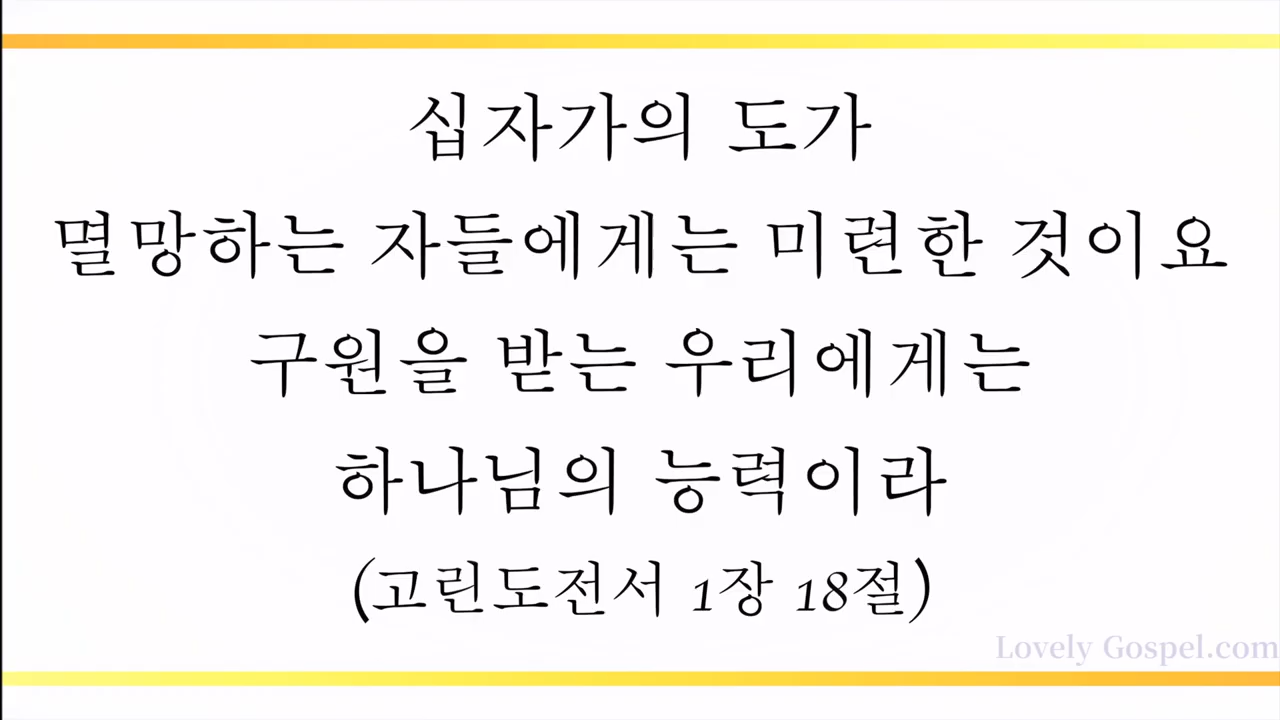 십자가의 도가
멸망하는 자들에게는 미련한 것이요
구원을 받는 우리에게는
하나님의 능력이라
(고린도전서 1장 18절)
Lovely Gospel.com